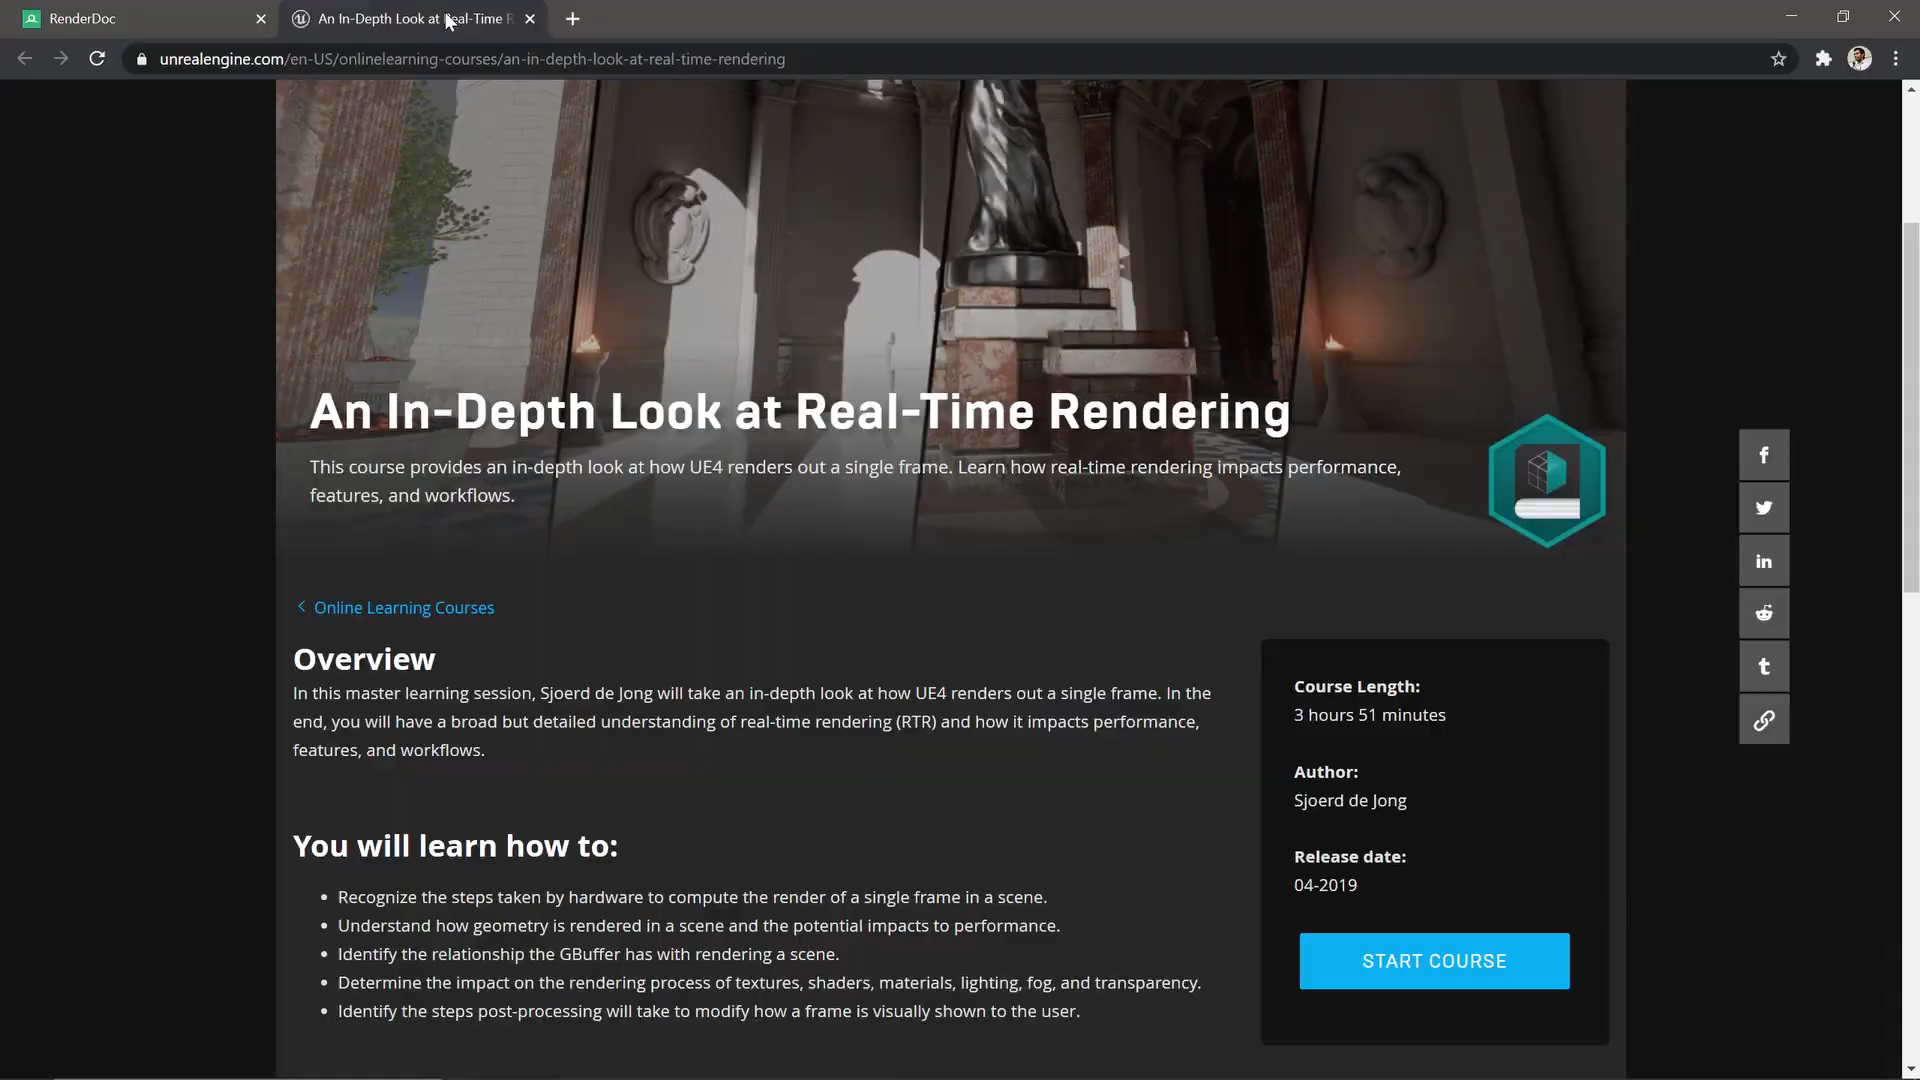 RenderDoc
An In-Depth Look at Real-Time R
unrealengine.com/en-US/onlinelearning-courses/an-in-depth-look-at-real-time-rendering
An In-Depth Look at Real-Time Rendering
This course provides an in-depth look at how UE4 renders out a single frame. Learn how real-time rendering impacts performance,
features, and workflows.
Online Learning Courses
Overview
In this master learning session, Sjoerd de Jong will take an in-depth look at how UE4 renders out a single frame. In the
end, you will have a broad but detailed understanding of real-time rendering (RTR) and how it impacts performance,
features, and workflows.
You will learn how to:
• Recognize the steps taken by hardware to compute the render of a single frame in a scene.
• Understand how geometry is rendered in a scene and the potential impacts to performance.
• Identify the relationship the GBuffer has with rendering a scene.
• Determine the impact on the rendering process of textures, shaders, materials, lighting, fog, and transparency.
• Identify the steps post-processing will take to modify how a frame is visually shown to the user.
Course Length:
3 hours 51 minutes
Author:
Sjoerd de Jong
Release date:
04-2019
START COURSE